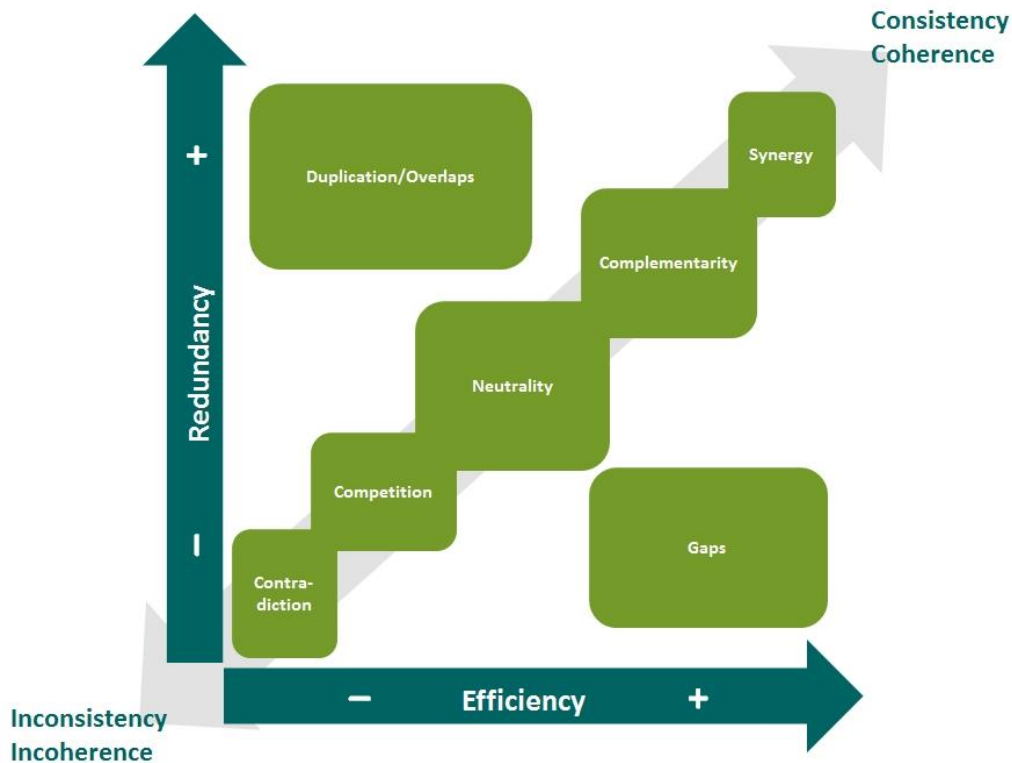 Consistency
Coherence
+
Synergy
Duplication/Overlaps
Complementarity
Redundancy
Neutrality
Competition
–
Gaps
Contra-
diction
– Efficiency +
Inconsistency
Incoherence